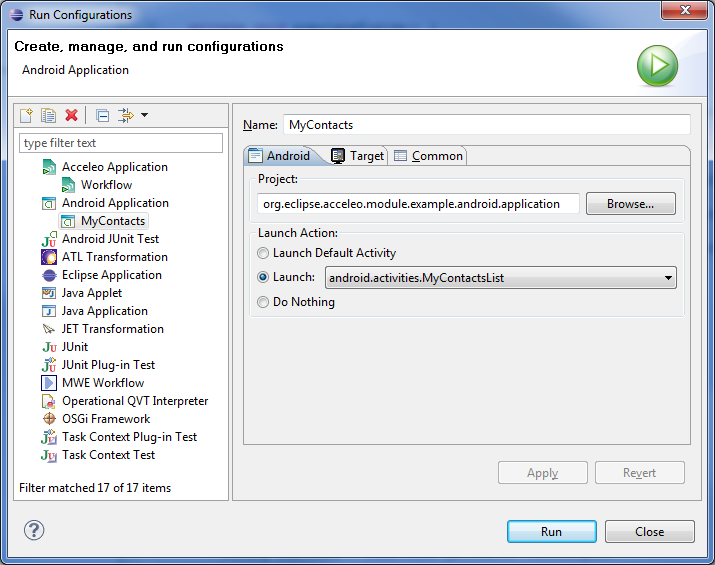 Run Configurations
Create, manage, and run configurations
Android Application
type filter text
Acceleo Application
Workflow
Android Application
MyContacts
Android JUnit Test
ATL Transformation
Eclipse Application
Java Applet
Java Application
JET Transformation
JUnit
JUnit Plug-in Test
MWE Workflow
Operational QVT Interpreter
OSGi Framework
Task Context Plug-in Test
Task Context Test
Filter matched 17 of 17 items
Name: MyContacts
Android Target Common
Project:
org.eclipse.acceleo.module.example.android.application Browse...
Launch Action:
Launch Default Activity
Launch: android.activities.MyContactsList
Do Nothing
Apply Revert
Run Close